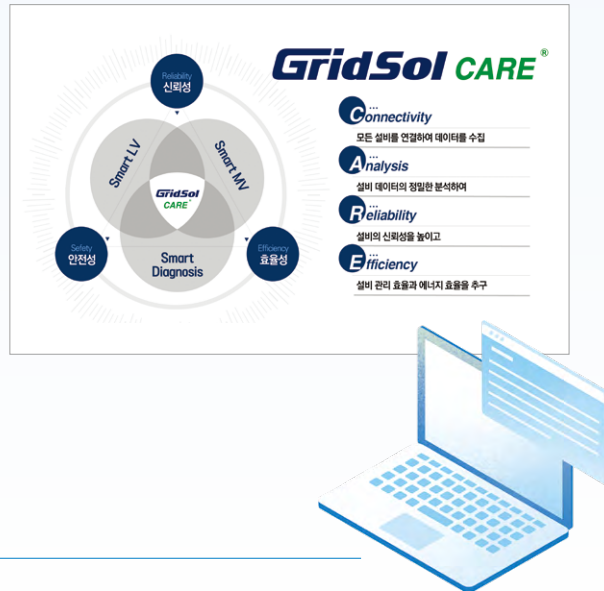 GridSol CARE®
Reliability
신뢰성
Smart LV
Smart MV
GridSol
CARE
Sefety
안전성
Smart
Diagnosis
Efficiency
효율성
Connectivity
모든 설비를 연결하여 데이터를 수집
Analysis
설비 데이터의 정밀한 분석하여
Reliability
설비의 신뢰성을 높이고
Efficiency
설비 관리 효율과 에너지 효율을 추구